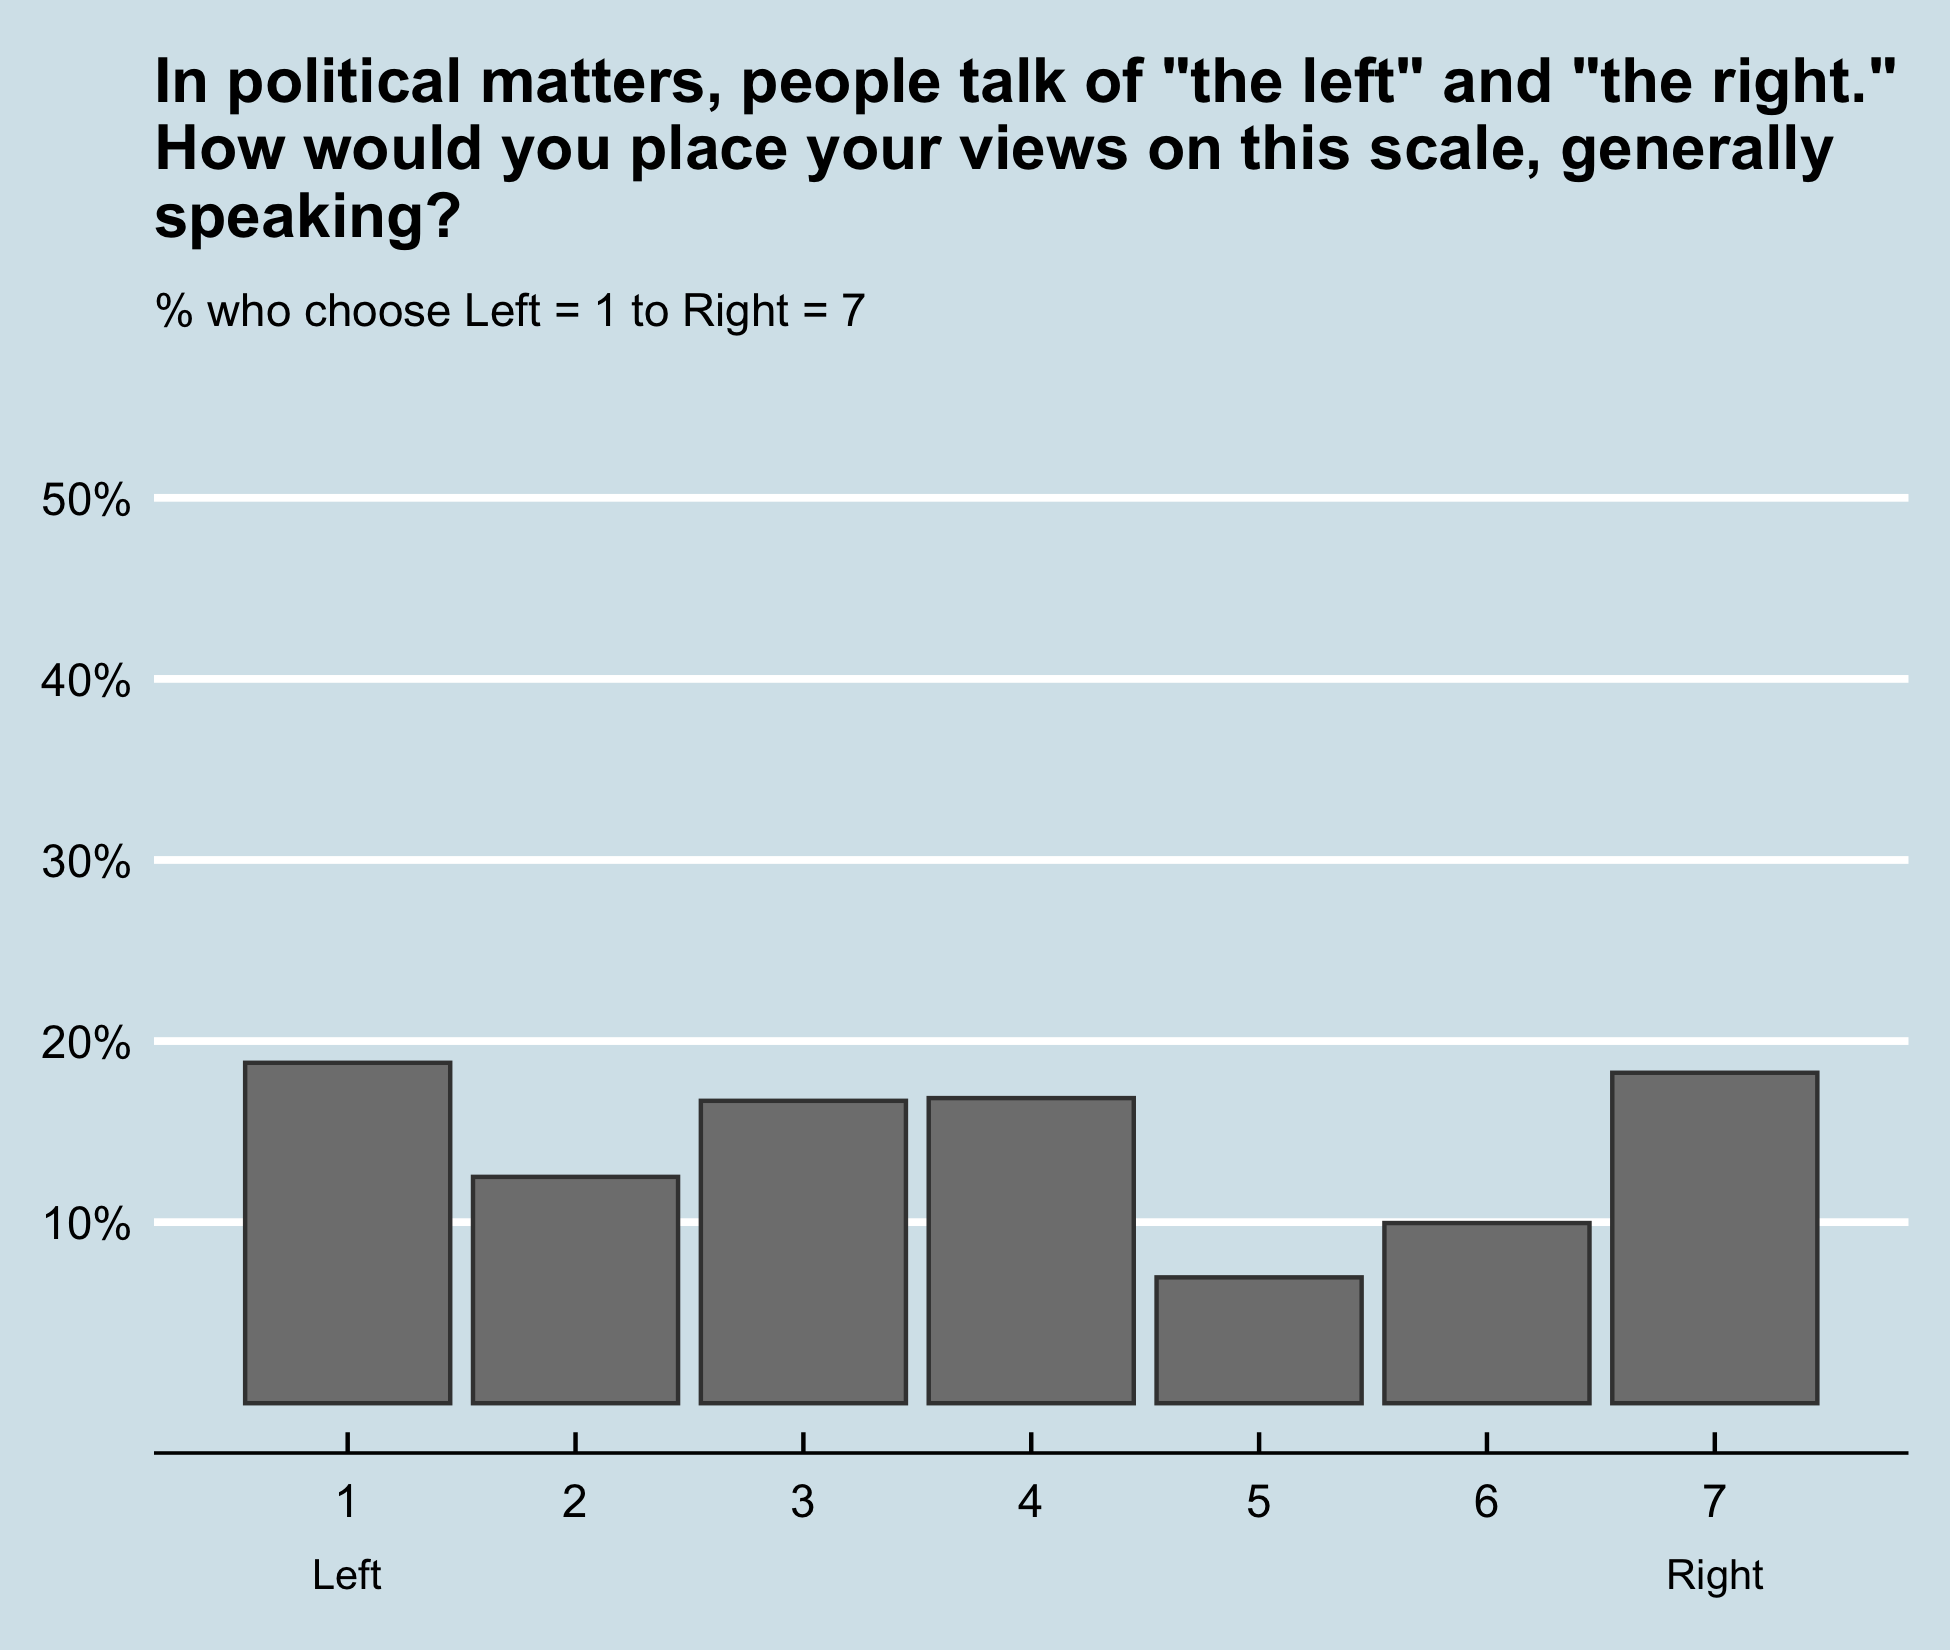 In political matters, people talk of "the left" and "the right."
How would you place your views on this scale, generally
speaking?
% who choose Left = 1 to Right = 7
50%
40%
30%
20%
10%
1 2 3 4 5 6 7
Left Right